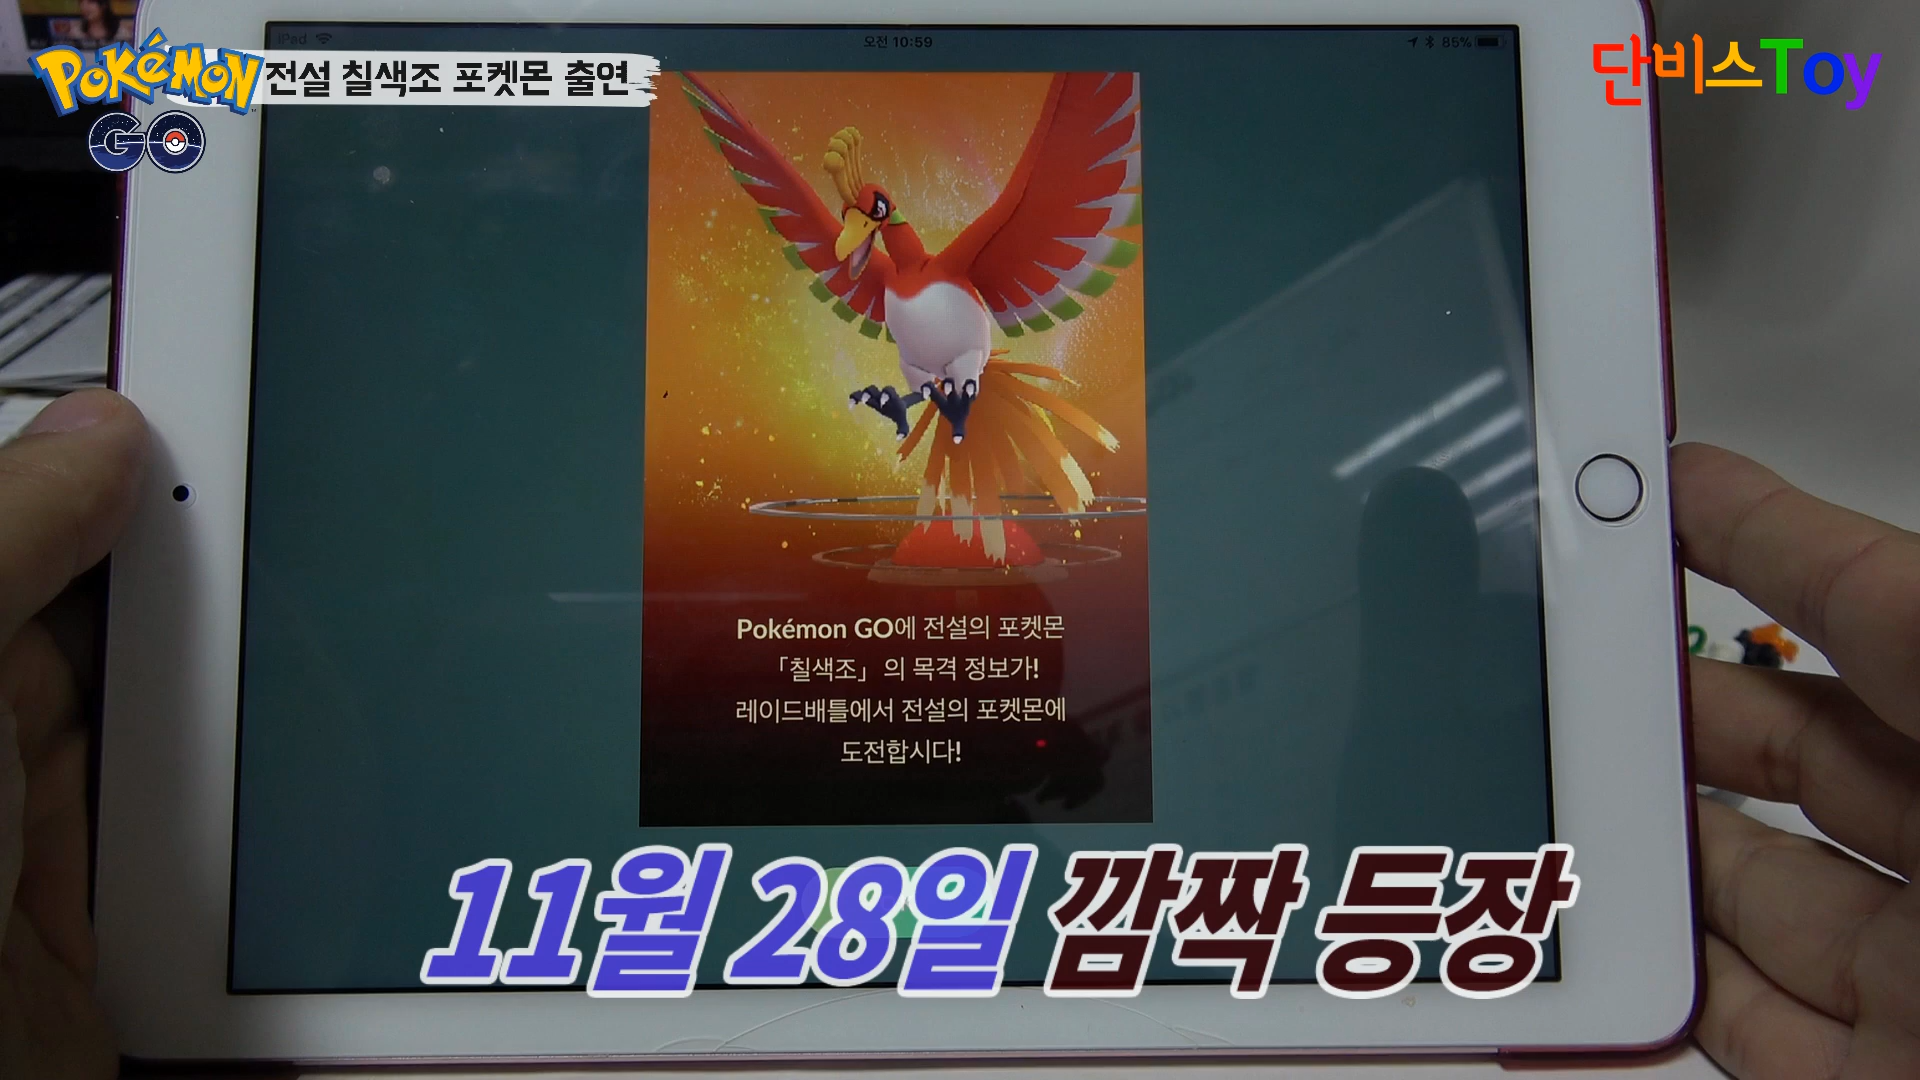 iPad
오전 10:59
85%
POKéMON
GO
전설 칠색조 포켓몬 출연
단비스Toy
Pokémon GO에 전설의 포켓몬
「칠색조」의 목격 정보가!
레이드배틀에서 전설의 포켓몬에
도전합시다!
11월 28일 깜짝 등장